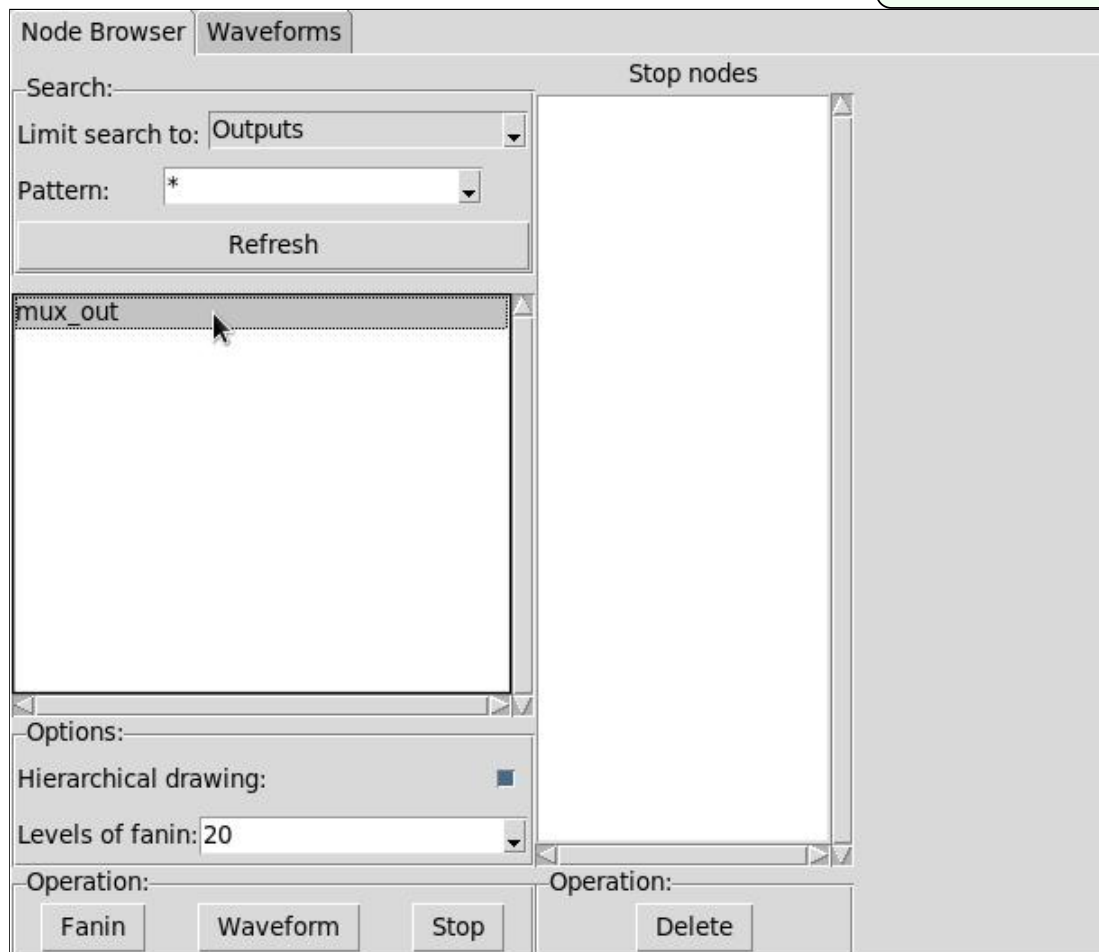 Node Browser Waveforms
Stop nodes
Search:
Limit search to: Outputs
Pattern: *
Refresh
mux_out
Options:
Hierarchical drawing:
Levels of fanin: 20
Operation: Operation:
Fanin Waveform Stop Delete